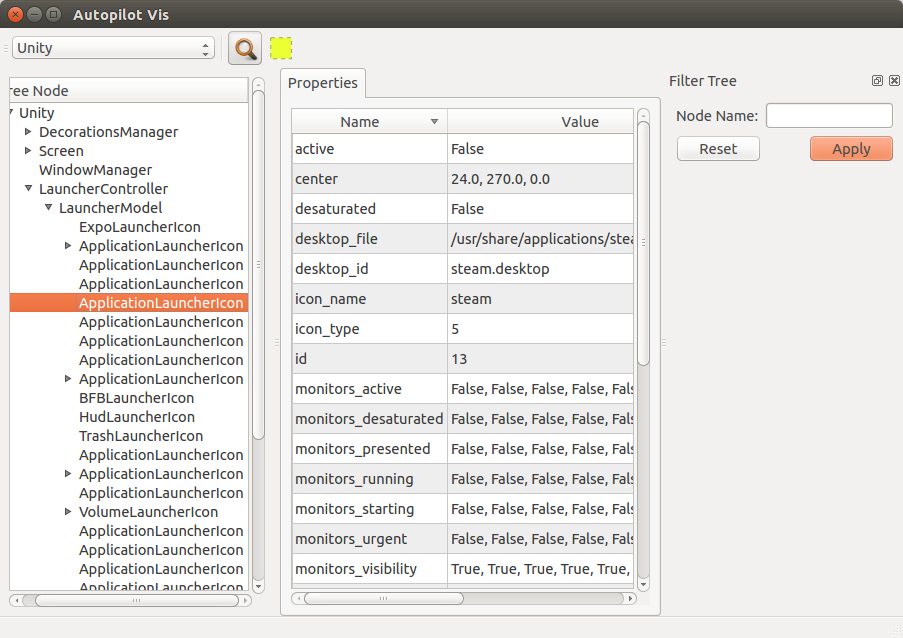 Autopilot Vis
Unity
ree Node
Unity
DecorationsManager
Screen
WindowManager
LauncherController
LauncherModel
ExpoLauncherIcon
ApplicationLauncherIcon
ApplicationLauncherIcon
ApplicationLauncherIcon
ApplicationLauncherIcon
ApplicationLauncherIcon
ApplicationLauncherIcon
ApplicationLauncherIcon
ApplicationLauncherIcon
BFBLauncherIcon
HudLauncherIcon
TrashLauncherIcon
ApplicationLauncherIcon
ApplicationLauncherIcon
ApplicationLauncherIcon
VolumeLauncherIcon
ApplicationLauncherIcon
ApplicationLauncherIcon
ApplicationLauncherIcon
ApplicationLauncherIcon
Properties
Name Value
active False
center 24.0, 270.0, 0.0
desaturated False
desktop_file /usr/share/applications/stea
desktop_id steam.desktop
icon_name steam
icon_type 5
id 13
monitors_active False, False, False, False, Fals
monitors_desaturated False, False, False, False, Fals
monitors_presented False, False, False, False, Fals
monitors_running False, False, False, False, Fals
monitors_starting False, False, False, False, Fals
monitors_urgent False, False, False, False, Fals
monitors_visibility True, True, True, True, True,
Filter Tree
Node Name:
Reset Apply